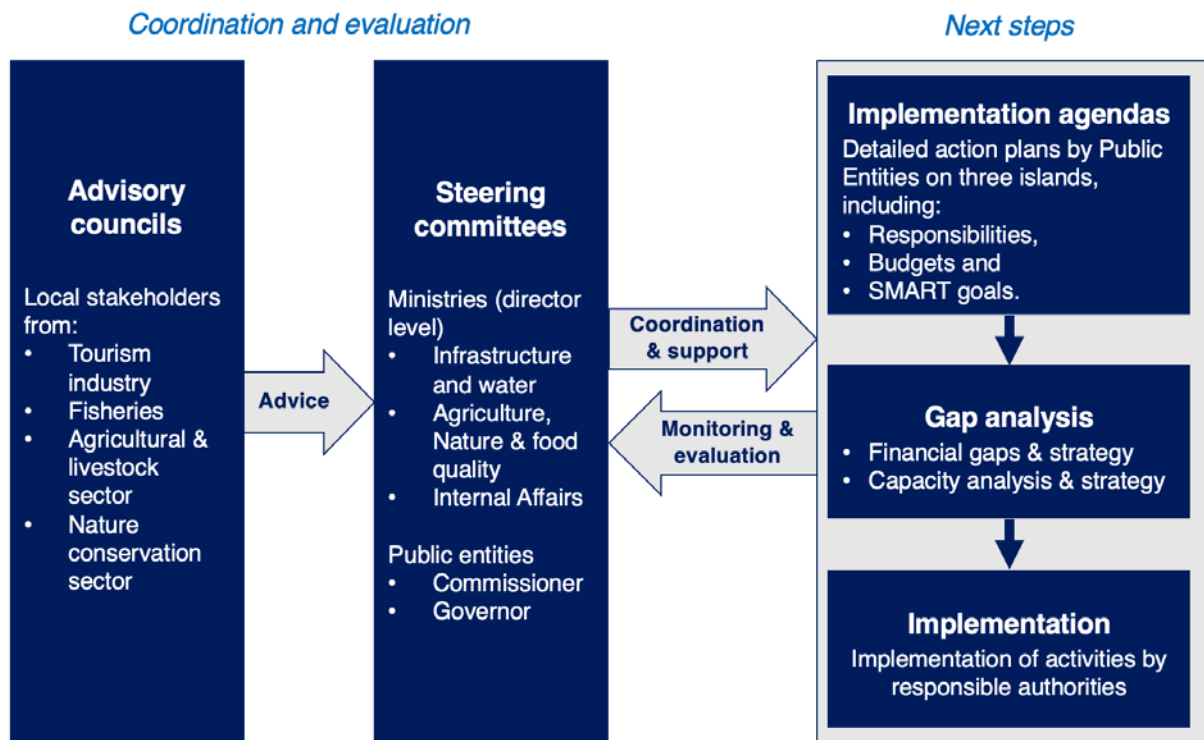 Coordination and evaluation
Next steps
Advisory
councils
Local stakeholders
from:
• Tourism
industry
• Fisheries
• Agricultural &
livestock
sector
• Nature
conservation
sector
Advice
Steering
committees
Ministries (director
level)
• Infrastructure
and water
• Agriculture,
Nature & food
quality
• Internal Affairs
Public entities
• Commissioner
• Governor
Coordination
& support
Monitoring &
evaluation
Implementation agendas
Detailed action plans by Public
Entities on three islands,
including:
• Responsibilities,
• Budgets and
• SMART goals.
Gap analysis
• Financial gaps & strategy
• Capacity analysis & strategy
Implementation
Implementation of activities by
responsible authorities